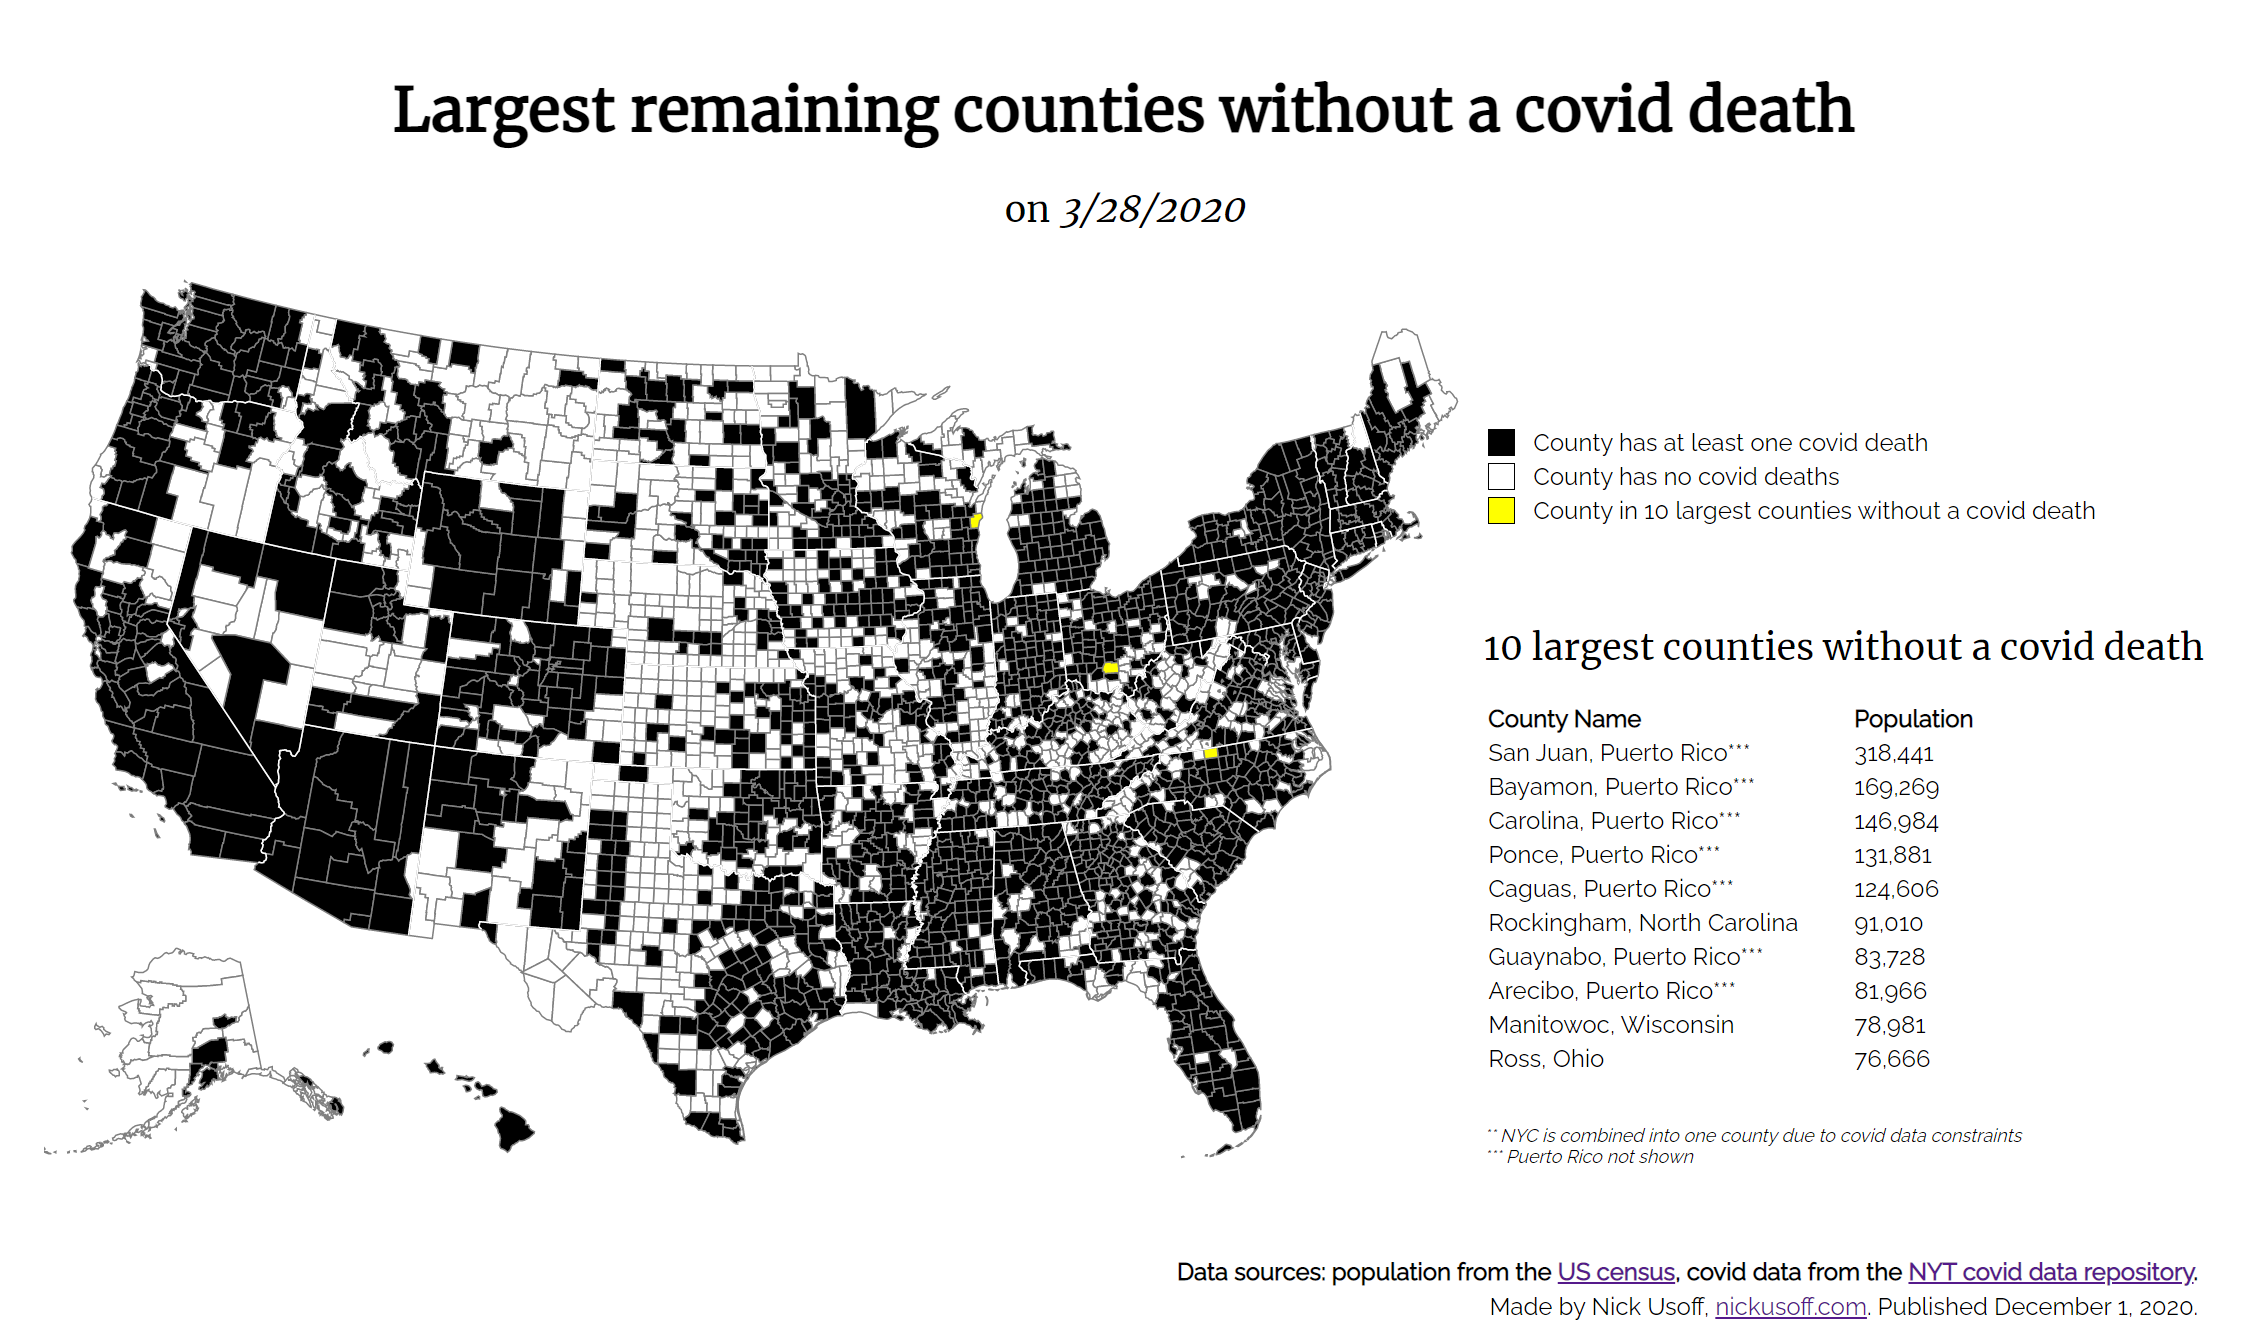 Largest remaining counties without a covid death
on 3/28/2020
County has at least one covid death
County has no covid deaths
County in 10 largest counties without a covid death
10 largest counties without a covid death
County Name Population
San Juan, Puerto Rico*** 318,441
Bayamon, Puerto Rico*** 169,269
Carolina, Puerto Rico*** 146,984
Ponce, Puerto Rico*** 131,881
Caguas, Puerto Rico*** 124,606
Rockingham, North Carolina 91,010
Guaynabo, Puerto Rico*** 83,728
Arecibo, Puerto Rico*** 81,966
Manitowoc, Wisconsin 78,981
Ross, Ohio 76,666
** NYC is combined into one county due to covid data constraints
*** Puerto Rico not shown
Data sources: population from the US census, covid data from the NYT covid data repository.
Made by Nick Usoff, nickusoff.com. Published December 1, 2020.